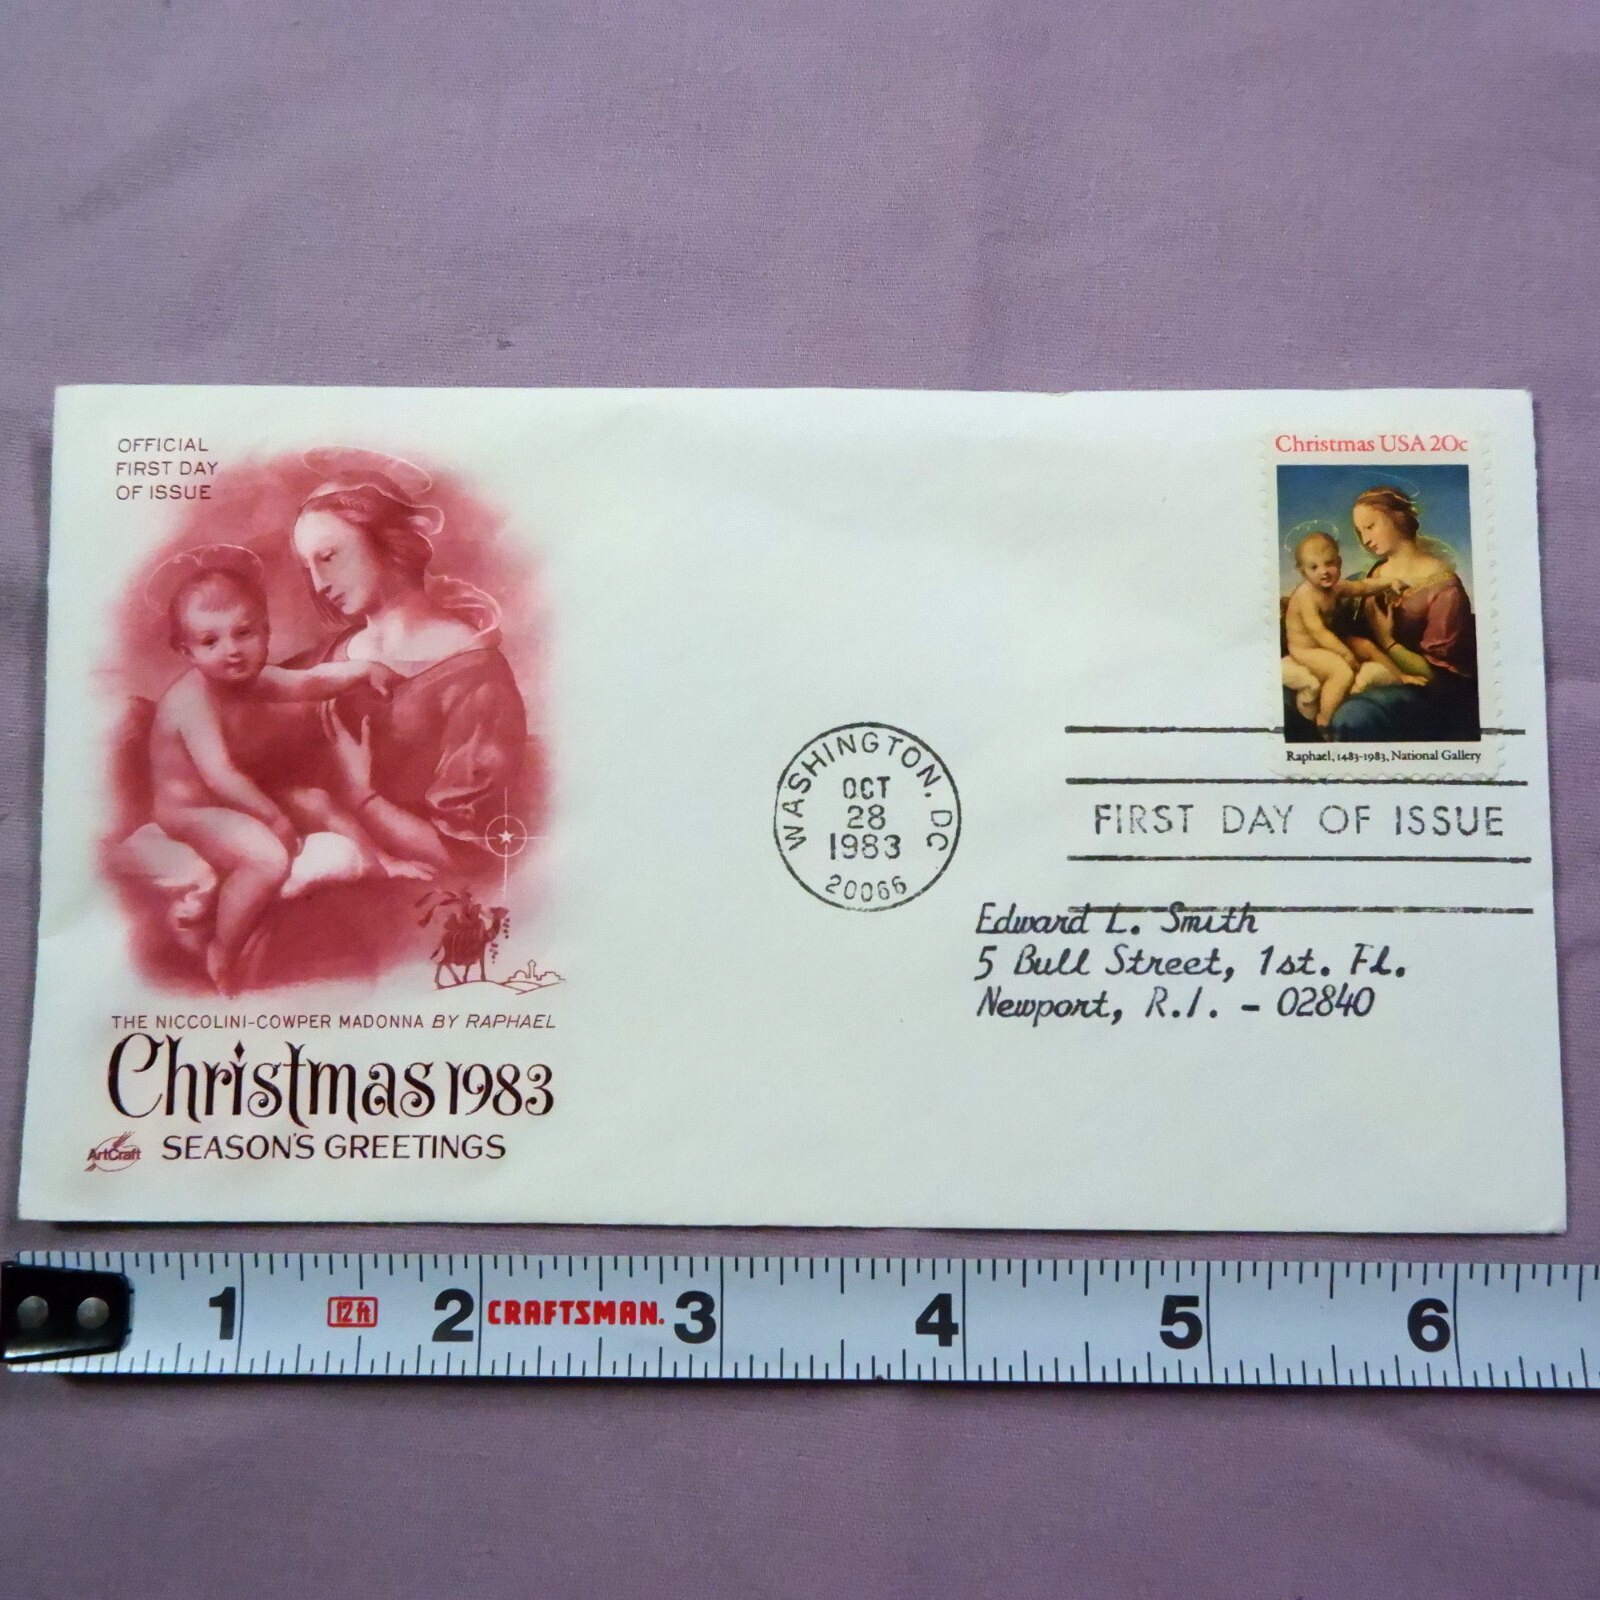 OFFICIAL
FIRST DAY
OF ISSUE
Christmas USA 20c
Raphael, 1483-1983, National Gallery
WASHINGTON, DC
OCT
28
1983
20066
FIRST DAY OF ISSUE
Edward L. Smith
5 Bull Street, 1st. Fl.
Newport, R.I. - 02840
THE NICCOLINI-COWPER MADONNA BY RAPHAEL
Christmas 1983
ArtCraft SEASON'S GREETINGS
1 12 ft 2 CRAFTSMAN. 3 4 5 6